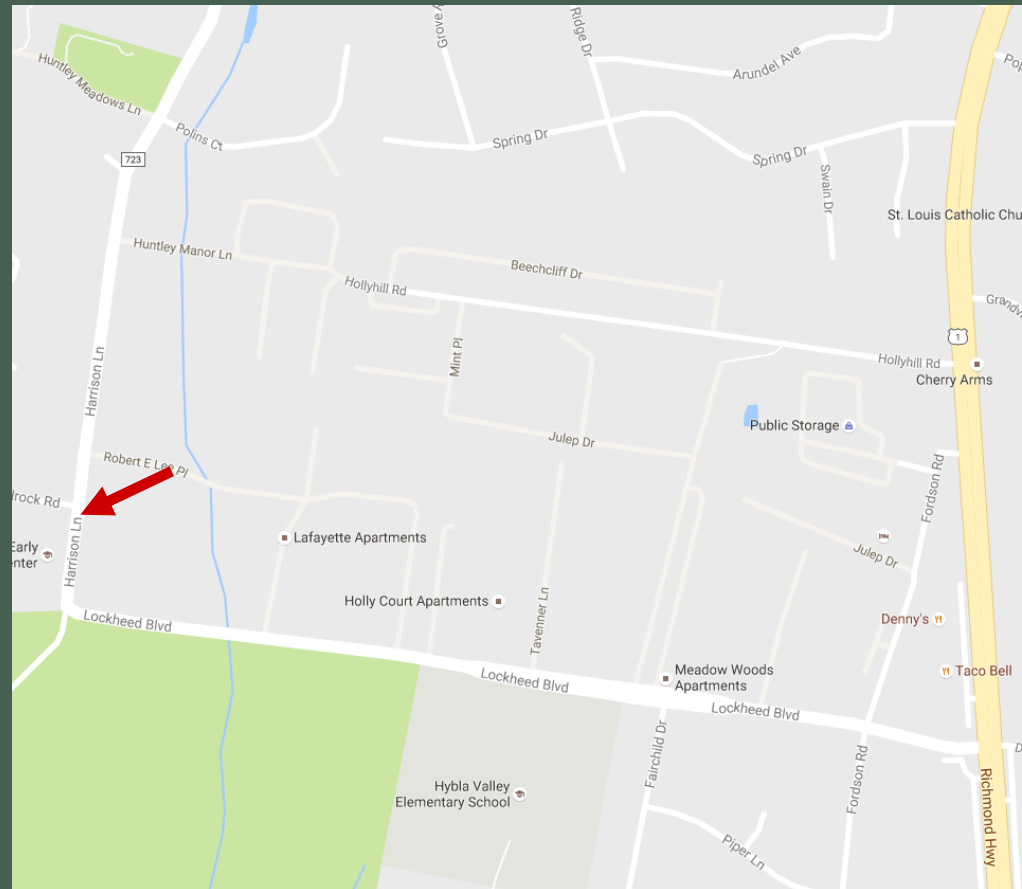 Grove A
Ridge Dr
Arundel Ave
Pop
Huntley Meadows Ln
Polins Ct
Spring Dr
Spring Dr
723
Swain Dr
St. Louis Catholic Chu
Huntley Manor Ln
Beechcliff Dr
Hollyhill Rd
Grandv
1
Mint Pl
Harrison Ln
Hollyhill Rd
Cherry Arms
Public Storage
Julep Dr
Robert E Lee Pl
Fordson Rd
rock Rd
Lafayette Apartments
Early
enter
Harrison Ln
Julep Dr
Holly Court Apartments
Tavenner Ln
Lockheed Blvd
Denny's
Taco Bell
Lockheed Blvd
Meadow Woods
Apartments
Lockheed Blvd
Fairchild Dr
D
Fordson Rd
Hybla Valley
Elementary School
Richmond Hwy
Piper Ln